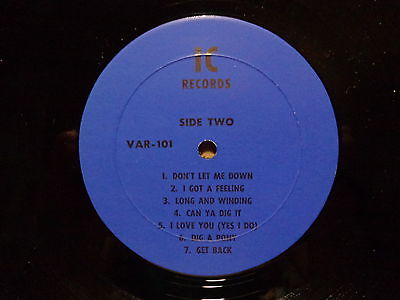 IC
RECORDS
SIDE TWO
VAR-101
1. DON'T LET ME DOWN
2. I GOT A FEELING
3. LONG AND WINDING
4. CAN YA DIG IT
5. I LOVE YOU (YES I DO)
6. DIG A PONY
7. GET BACK